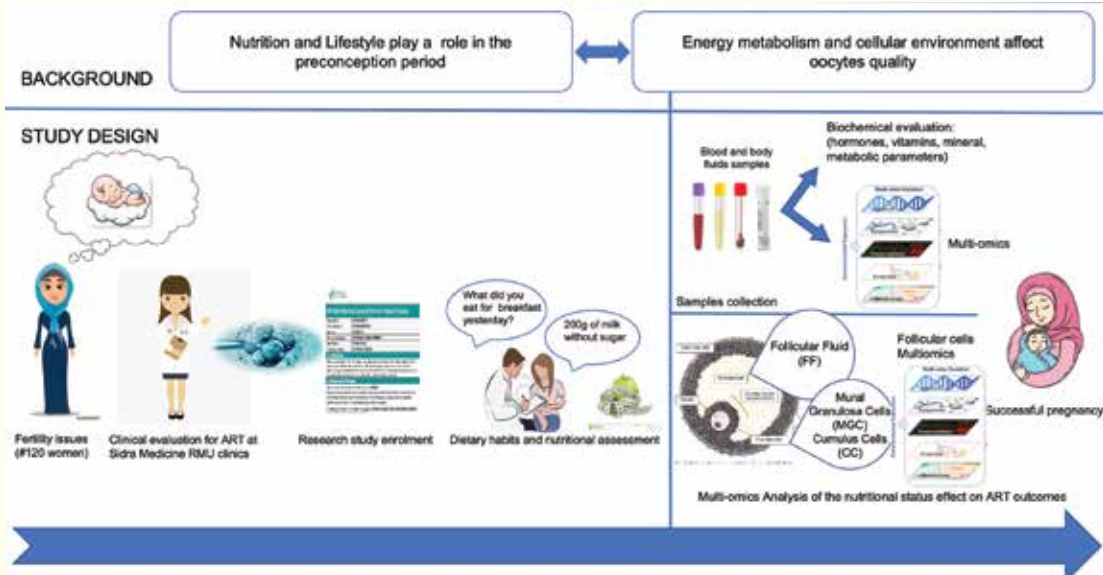 Nutrition and Lifestyle play a role in the
preconception period
Energy metabolism and cellular environment affect
oocytes quality
BACKGROUND
STUDY DESIGN
Fertility issues
(#120 women)
Clinical evaluation for ART at
Sidra Medicine RMU clinics
Research study enrolment
What did you
eat for breakfast
yesterday?
200g of milk
without sugar
Dietary habits and nutritional assessment
Blood and body
fluids samples
Biochemical evaluation:
(hormones, vitamins, mineral,
metabolic parameters)
Multi-omics
Samples collection
Follicular Fluid
(FF)
Mural
Granulosa Cells
(MGC)
Cumulus Cells
(CC)
Follicular cells
Multiomics
Successful pregnancy
Multi-omics Analysis of the nutritional status effect on ART outcomes